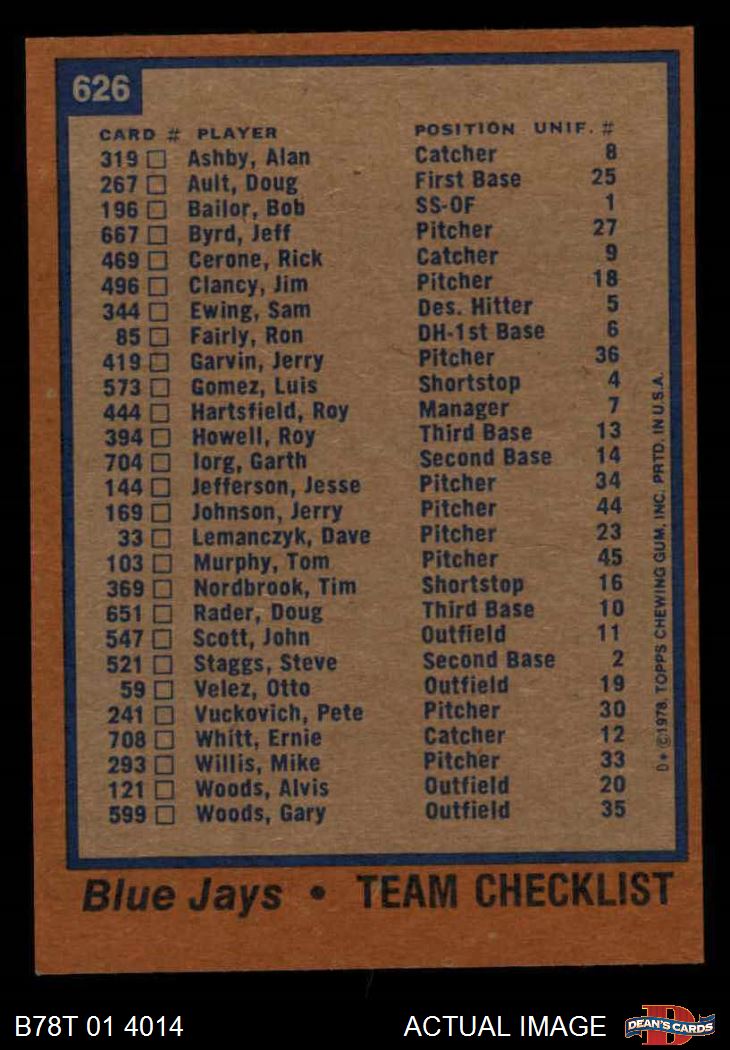 626
CARD # PLAYER POSITION UNIF. #
319 Ashby, Alan Catcher 8
267 Ault, Doug First Base 25
196 Bailor, Bob SS-OF 1
667 Byrd, Jeff Pitcher 27
469 Cerone, Rick Catcher 9
496 Clancy, Jim Pitcher 18
344 Ewing, Sam Des. Hitter 5
85 Fairly, Ron DH-1st Base 6
419 Garvin, Jerry Pitcher 36
573 Gomez, Luis Shortstop 4
444 Hartsfield, Roy Manager 7
394 Howell, Roy Third Base 13
704 Iorg, Garth Second Base 14
144 Jefferson, Jesse Pitcher 34
169 Johnson, Jerry Pitcher 44
33 Lemanczyk, Dave Pitcher 23
103 Murphy, Tom Pitcher 45
369 Nordbrook, Tim Shortstop 16
651 Rader, Doug Third Base 10
547 Scott, John Outfield 11
521 Staggs, Steve Second Base 2
59 Velez, Otto Outfield 19
241 Vuckovich, Pete Pitcher 30
708 Whitt, Ernie Catcher 12
293 Willis, Mike Pitcher 33
121 Woods, Alvis Outfield 20
599 Woods, Gary Outfield 35
D* © 1978, TOPPS CHEWING GUM, INC. PRTD. IN U.S.A.
Blue Jays • TEAM CHECKLIST
B78T 01 4014 ACTUAL IMAGE
D
DEAN'S CARDS